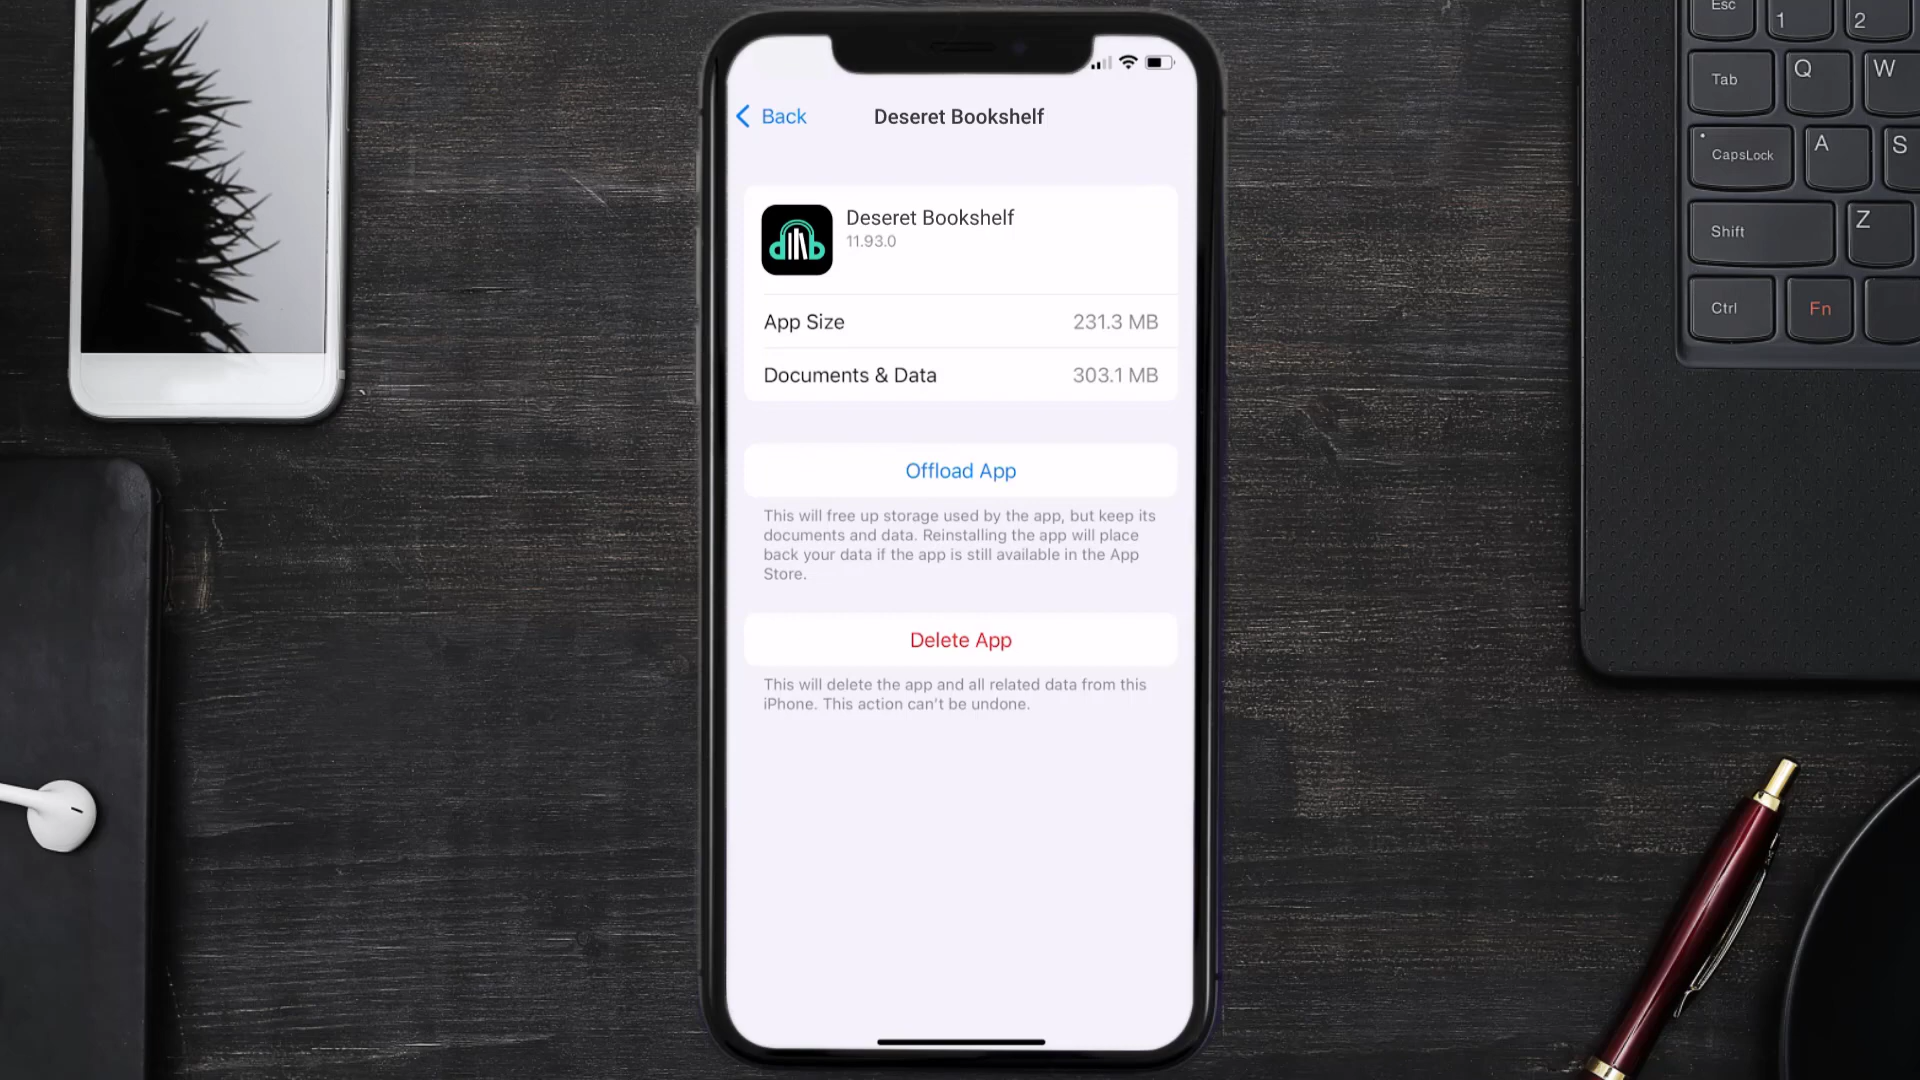 Back
Deseret Bookshelf
Deseret Bookshelf
11.93.0
App Size 231.3 MB
Documents & Data 303.1 MB
Offload App
This will free up storage used by the app, but keep its
documents and data. Reinstalling the app will place
back your data if the app is still available in the App
Store.
Delete App
This will delete the app and all related data from this
iPhone. This action can't be undone.
Esc 1 2
Tab Q W
CapsLock A S
Shift Z
Ctrl Fn